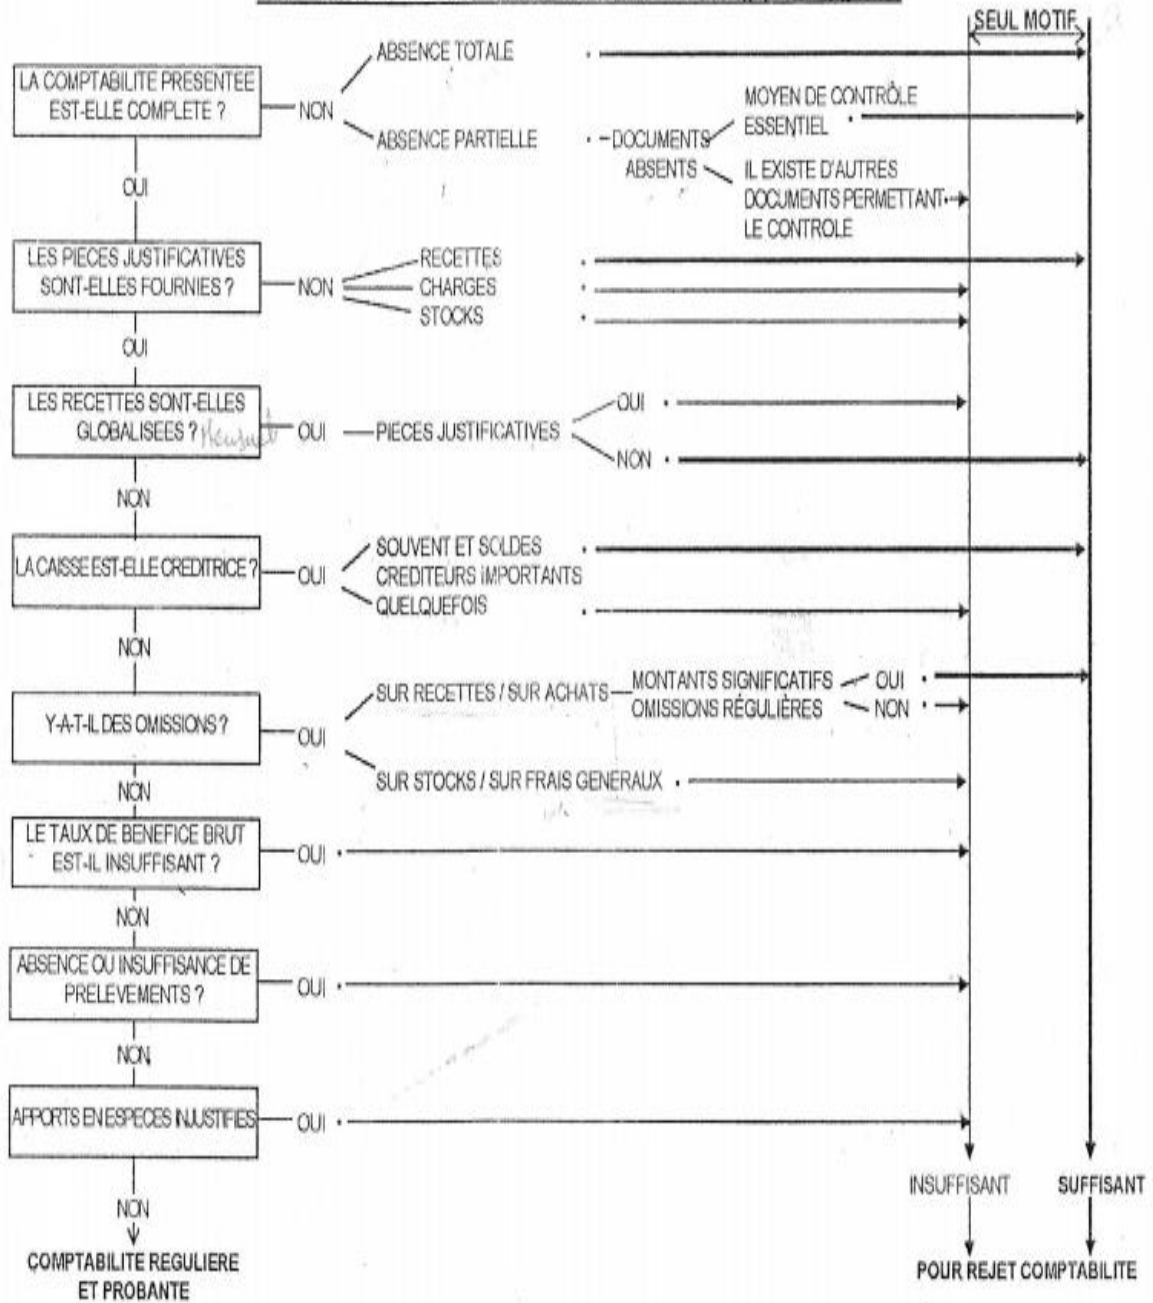 SEUL MOTIF
LA COMPTABILITE PRESENTEE
EST-ELLE COMPLETE ?
NON
ABSENCE TOTALE
ABSENCE PARTIELLE
DOCUMENTS
ABSENTS
MOYEN DE CONTRÔLE
ESSENTIEL
IL EXISTE D'AUTRES
DOCUMENTS PERMETTANT
LE CONTROLE
OUI
LES PIECES JUSTIFICATIVES
SONT-ELLES FOURNIES ?
NON
RECETTES
CHARGES
STOCKS
OUI
LES RECETTES SONT-ELLES
GLOBALISEES ?
OUI
PIECES JUSTIFICATIVES
OUI
NON
NON
LA CAISSE EST-ELLE CREDITRICE ?
OUI
SOUVENT ET SOLDES
CREDITEURS IMPORTANTS
QUELQUEFOIS
NON
Y-A-T-IL DES OMISSIONS ?
OUI
SUR RECETTES / SUR ACHATS
MONTANTS SIGNIFICATIFS
OMISSIONS RÉGULIÈRES
OUI
NON
SUR STOCKS / SUR FRAIS GENERAUX
NON
LE TAUX DE BENEFICE BRUT
EST-IL INSUFFISANT ?
OUI
NON
ABSENCE OU INSUFFISANCE DE
PRELEVEMENTS ?
OUI
NON
APPORTS EN ESPECES INJUSTIFIES
OUI
NON
COMPTABILITE REGULIERE
ET PROBANTE
INSUFFISANT
SUFFISANT
POUR REJET COMPTABILITE